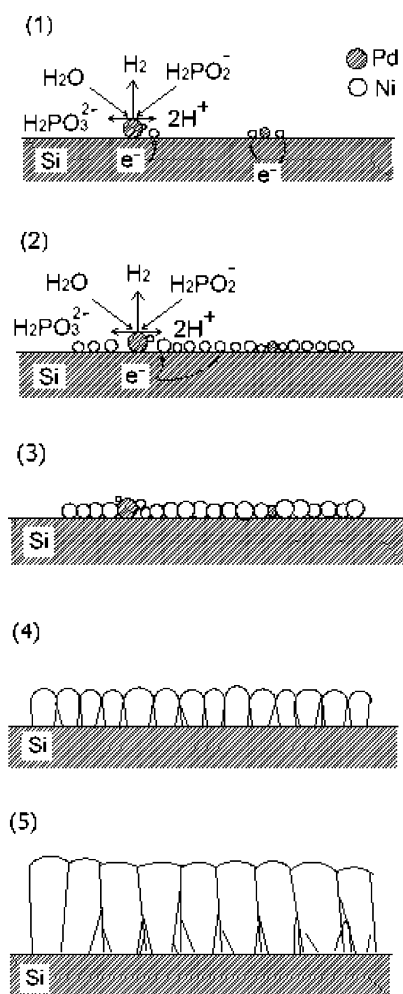 (1)
H₂
H₂O
H₂PO₂⁻
Pd
Ni
H₂PO₃²⁻
2H⁺
Si
e⁻
e⁻
(2)
H₂
H₂O
H₂PO₂⁻
H₂PO₃²⁻
2H⁺
Si
e⁻
(3)
Si
(4)
Si
(5)
Si